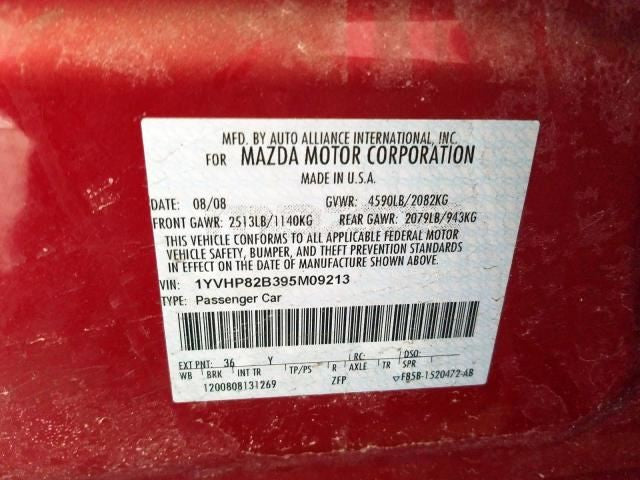 MFD. BY AUTO ALLIANCE INTERNATIONAL, INC.
FOR MAZDA MOTOR CORPORATION
MADE IN U.S.A.
DATE: 08/08 GVWR: 4590LB/2082KG
FRONT GAWR: 2513LB/1140KG REAR GAWR: 2079LB/943KG
THIS VEHICLE CONFORMS TO ALL APPLICABLE FEDERAL MOTOR
VEHICLE SAFETY, BUMPER, AND THEFT PREVENTION STANDARDS
IN EFFECT ON THE DATE OF MANUFACTURE SHOWN ABOVE.
VIN: 1YVHP82B395M09213
TYPE: Passenger Car
EXT PNT: 36 Y RC: DSO:
WB BRK INT TR TP/PS R AXLE TR SPR
1200808131269 ZFP F85B-1520472-AB